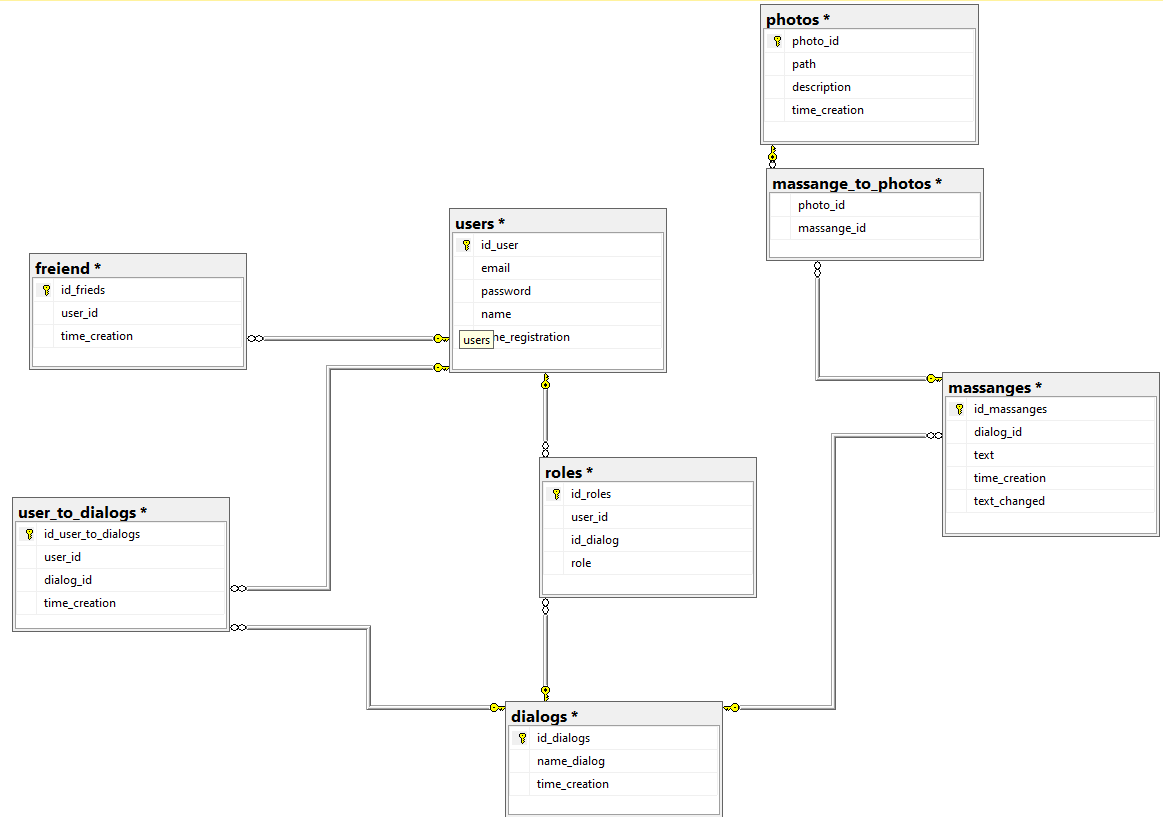 photos *
photo_id
path
description
time_creation
massange_to_photos *
photo_id
massange_id
users *
id_user
email
password
name
users
ne_registration
freiend *
id_frieds
user_id
time_creation
massanges *
id_massanges
dialog_id
text
time_creation
text_changed
roles *
id_roles
user_id
id_dialog
role
user_to_dialogs *
id_user_to_dialogs
user_id
dialog_id
time_creation
dialogs *
id_dialogs
name_dialog
time_creation